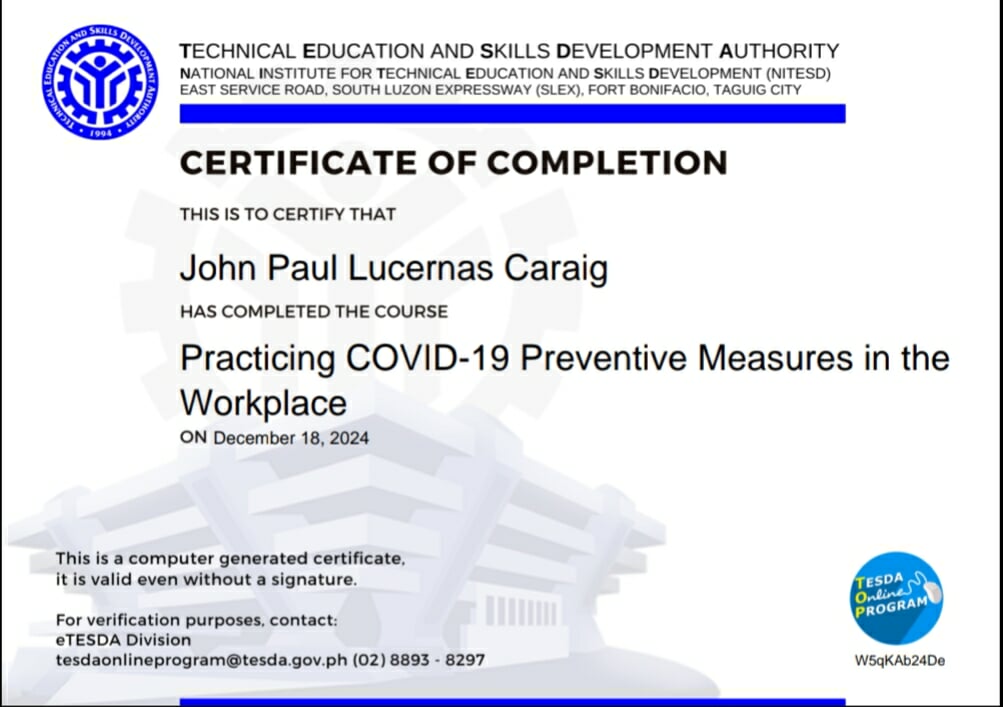 TECHNICAL EDUCATION AND SKILLS DEVELOPMENT AUTHORITY
• 1994 •
TECHNICAL EDUCATION AND SKILLS DEVELOPMENT AUTHORITY
NATIONAL INSTITUTE FOR TECHNICAL EDUCATION AND SKILLS DEVELOPMENT (NITESD)
EAST SERVICE ROAD, SOUTH LUZON EXPRESSWAY (SLEX), FORT BONIFACIO, TAGUIG CITY
CERTIFICATE OF COMPLETION
THIS IS TO CERTIFY THAT
John Paul Lucernas Caraig
HAS COMPLETED THE COURSE
Practicing COVID-19 Preventive Measures in the
Workplace
ON December 18, 2024
This is a computer generated certificate,
it is valid even without a signature.
For verification purposes, contact:
eTESDA Division
tesdaonlineprogram@tesda.gov.ph (02) 8893 - 8297
TESDA
Online
PROGRAM
W5qKAb24De